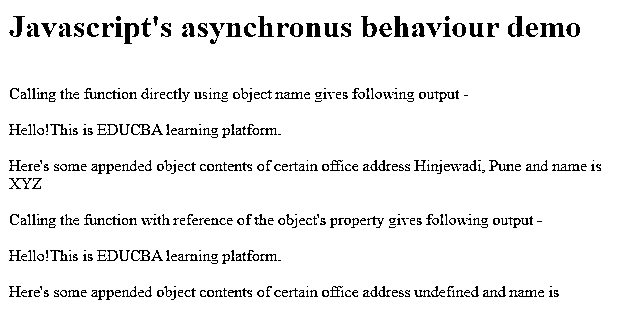 Javascript's asynchronus behaviour demo
Calling the function directly using object name gives following output -
Hello!This is EDUCBA learning platform.
Here's some appended object contents of certain office address Hinjewadi, Pune and name is
XYZ
Calling the function with reference of the object's property gives following output -
Hello!This is EDUCBA learning platform.
Here's some appended object contents of certain office address undefined and name is